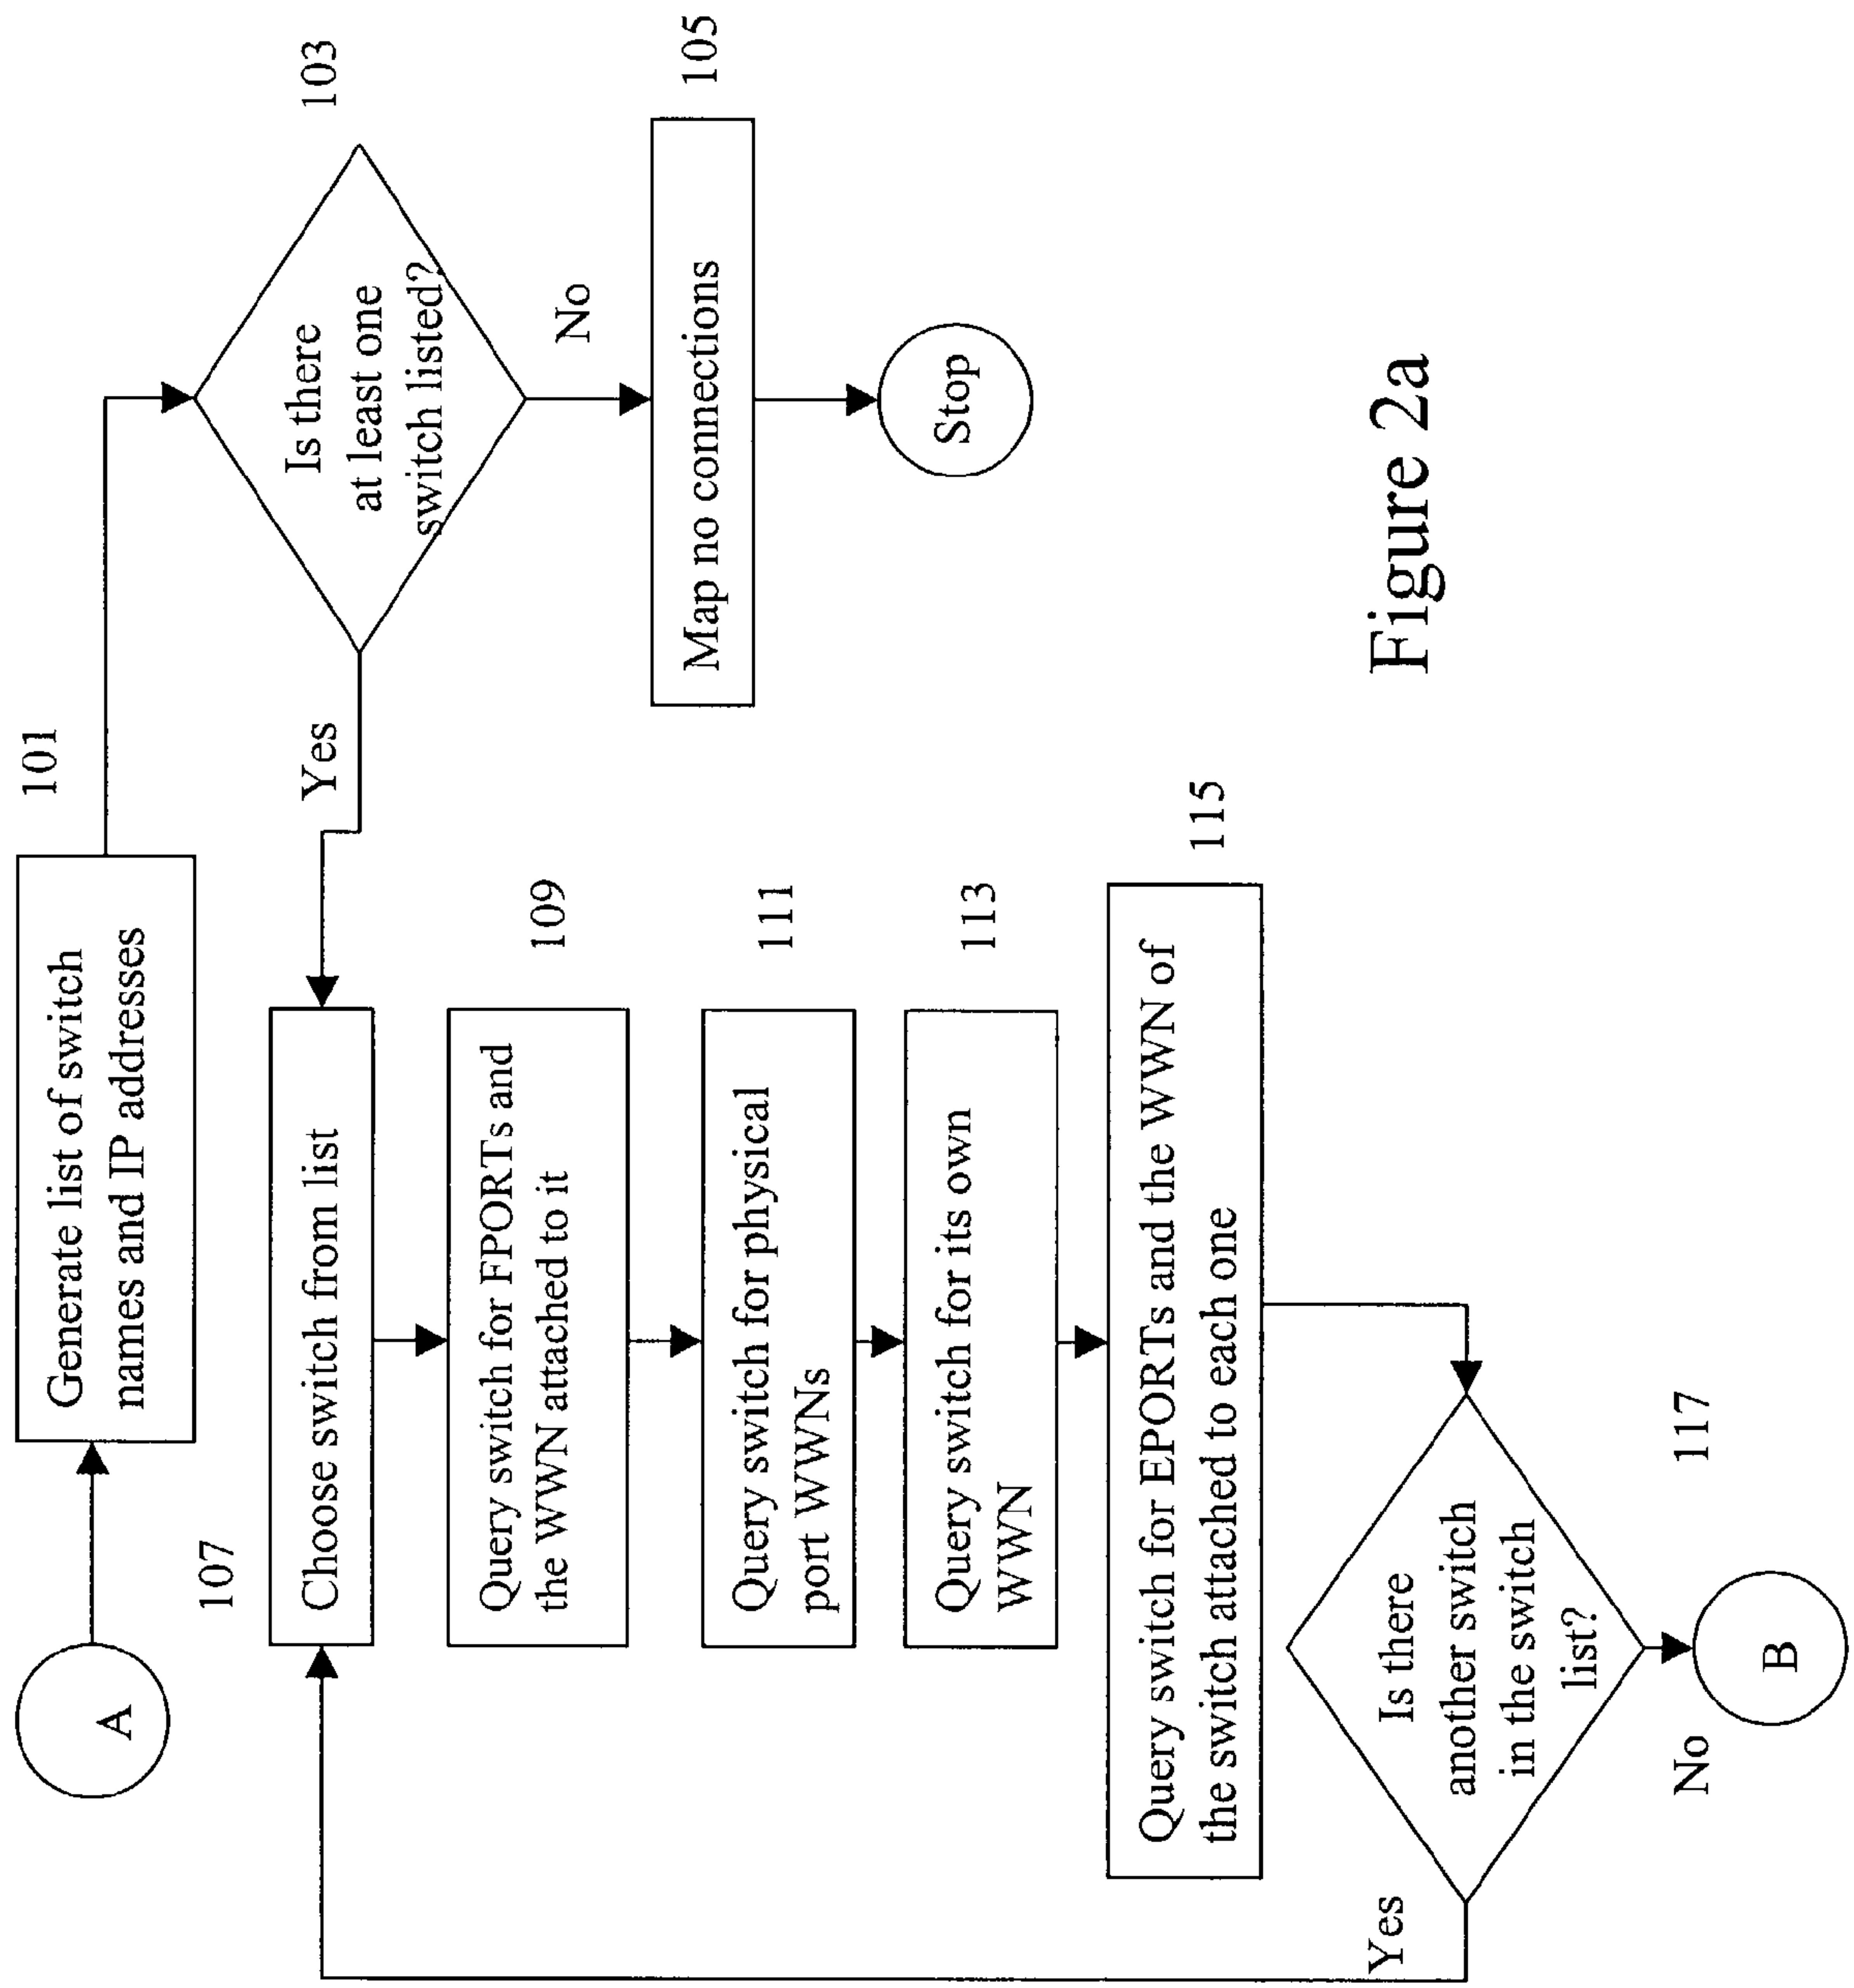 A
Generate list of switch
names and IP addresses
101
103
Is there
at least one
switch listed?
Yes
No
105
Map no connections
Stop
107
Choose switch from list
109
Query switch for FPORTs and
the WWN attached to it
111
Query switch for physical
port WWNs
113
Query switch for its own
WWN
115
Query switch for EPORTs and the WWN of
the switch attached to each one
117
Is there
another switch
in the switch
list?
Yes
No
B
Figure 2a